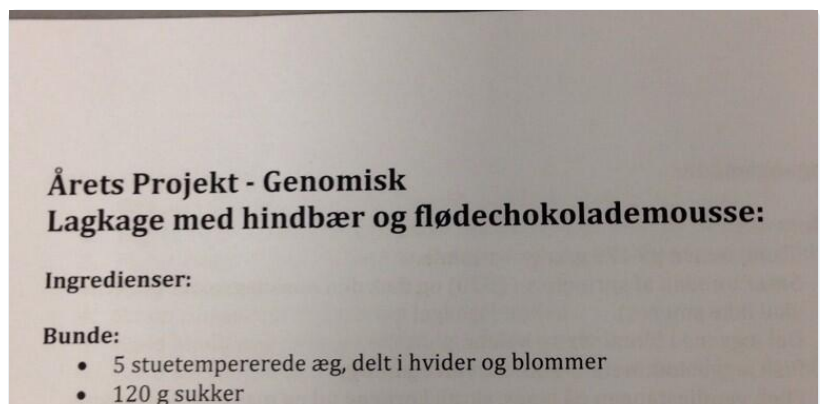 Årets Projekt - Genomisk
Lagkage med hindbær og flødechokolademousse:
Ingredienser:
Bunde:
• 5 stuetempererede æg, delt i hvider og blommer
• 120 g sukker